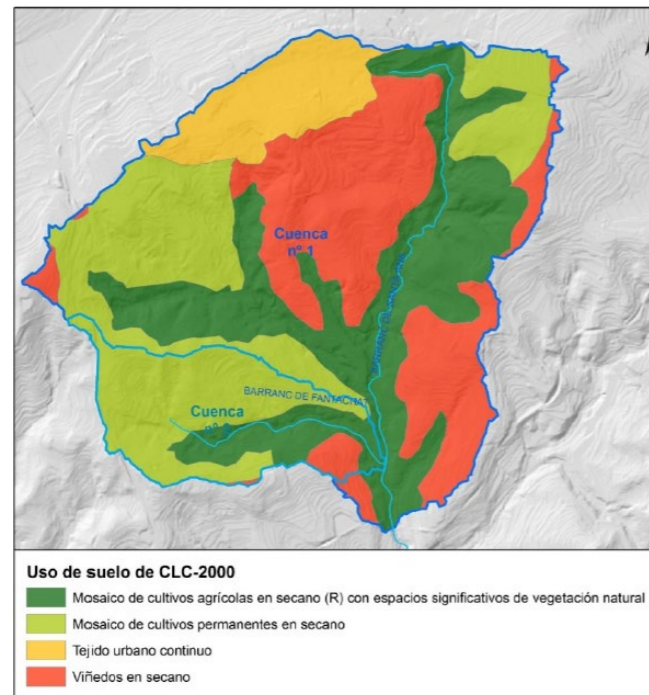 Cuenca
nº 1
BARRANC DE FANTACHAT
Cuenca
Uso de suelo de CLC-2000
Mosaico de cultivos agrícolas en secano (R) con espacios significativos de vegetación natural
Mosaico de cultivos permanentes en secano
Tejido urbano continuo
Viñedos en secano